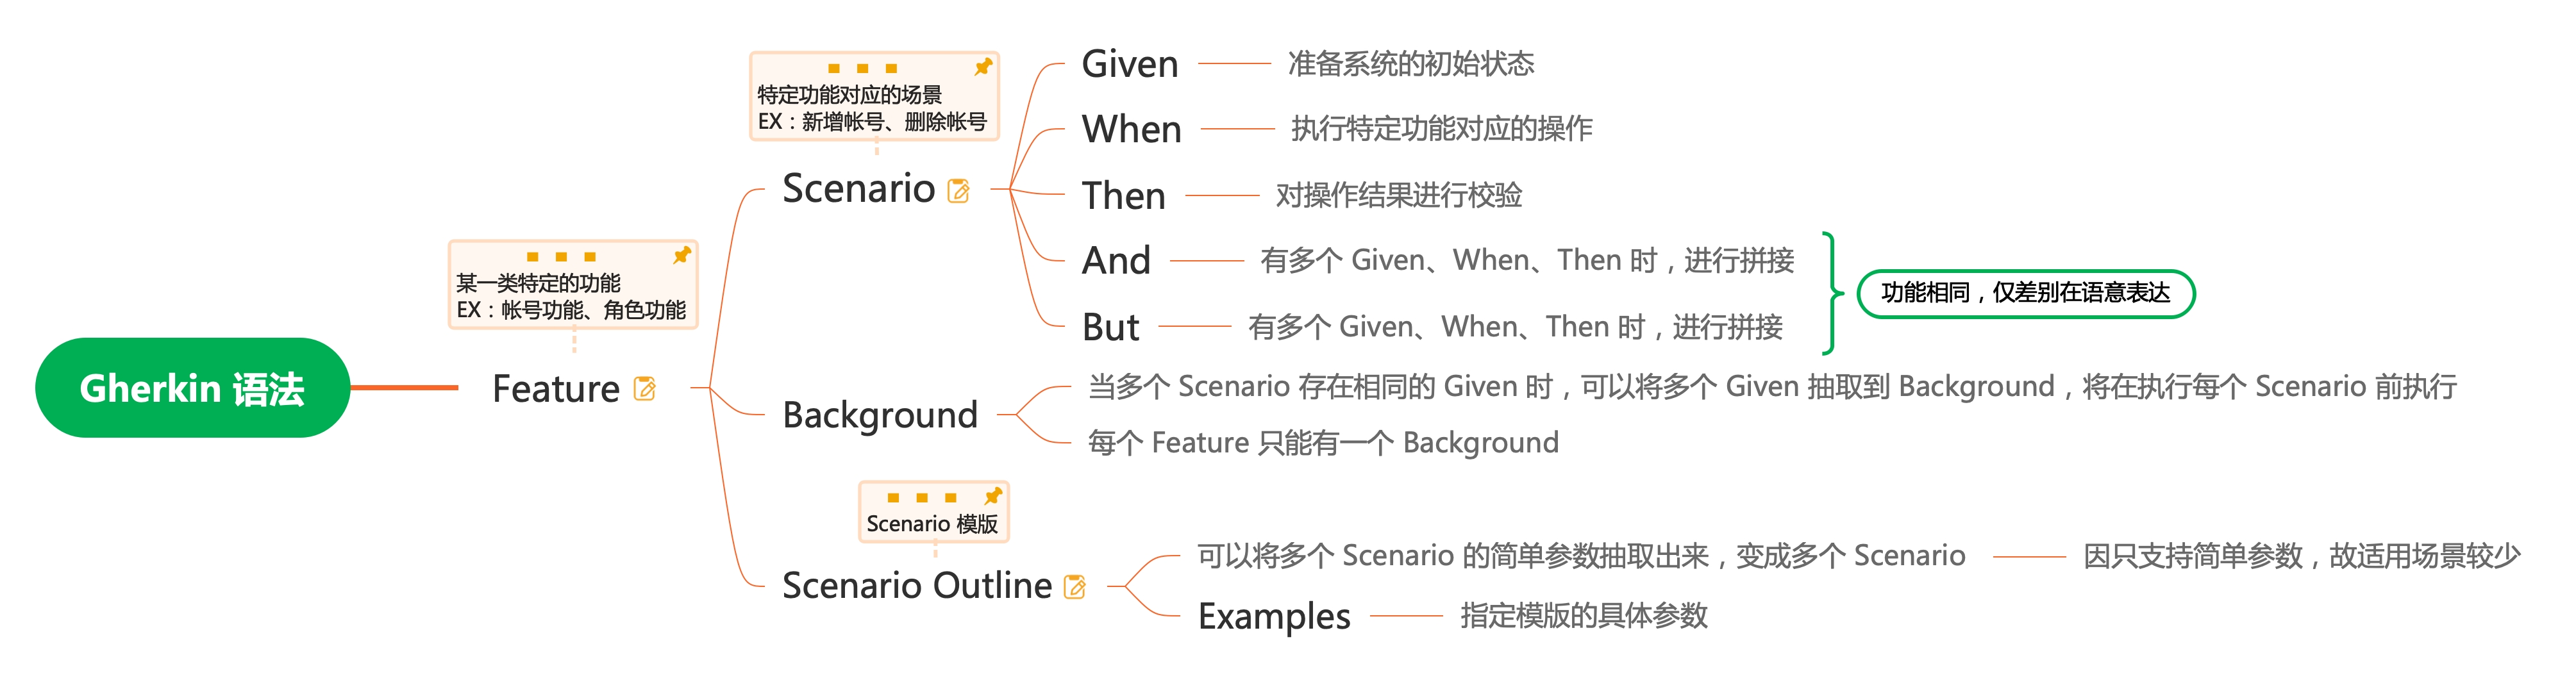 Gherkin 语法
某一类特定的功能
EX：帐号功能、角色功能
Feature
特定功能对应的场景
EX：新增帐号、删除帐号
Scenario
Given
准备系统的初始状态
When
执行特定功能对应的操作
Then
对操作结果进行校验
And
有多个 Given、When、Then 时，进行拼接
But
有多个 Given、When、Then 时，进行拼接
功能相同，仅差别在语意表达
Background
当多个 Scenario 存在相同的 Given 时，可以将多个 Given 抽取到 Background，将在执行每个 Scenario 前执行
每个 Feature 只能有一个 Background
Scenario 模版
Scenario Outline
可以将多个 Scenario 的简单参数抽取出来，变成多个 Scenario
因只支持简单参数，故适用场景较少
Examples
指定模版的具体参数